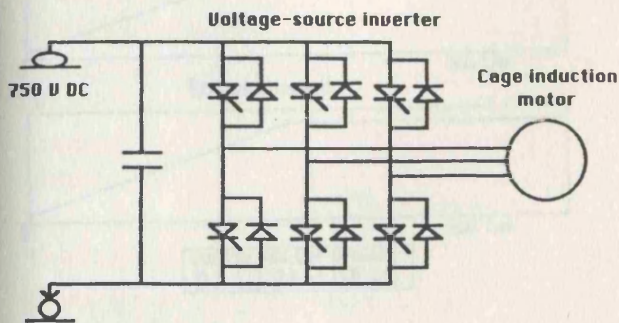 Voltage-source inverter
750 V DC
Cage induction
motor